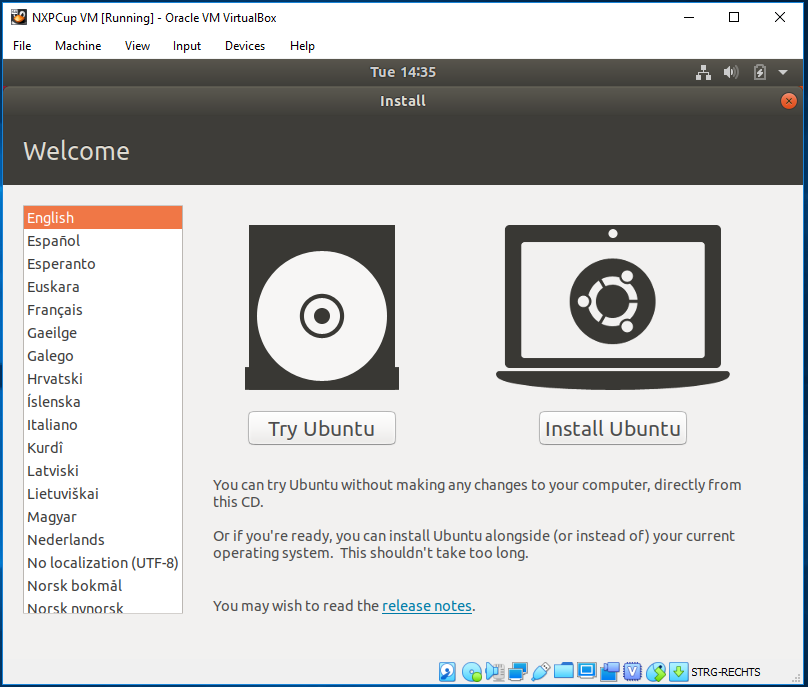 NXPCup VM [Running] - Oracle VM VirtualBox
File Machine View Input Devices Help
Tue 14:35
Install
Welcome
English
Español
Esperanto
Euskara
Français
Gaeilge
Galego
Hrvatski
Íslenska
Italiano
Kurdî
Latviski
Lietuviškai
Magyar
Nederlands
No localization (UTF-8)
Norsk bokmål
Norsk nynorsk
Try Ubuntu
Install Ubuntu
You can try Ubuntu without making any changes to your computer, directly from
this CD.
Or if you're ready, you can install Ubuntu alongside (or instead of) your current
operating system. This shouldn't take too long.
You may wish to read the release notes.
STRG-RECHTS